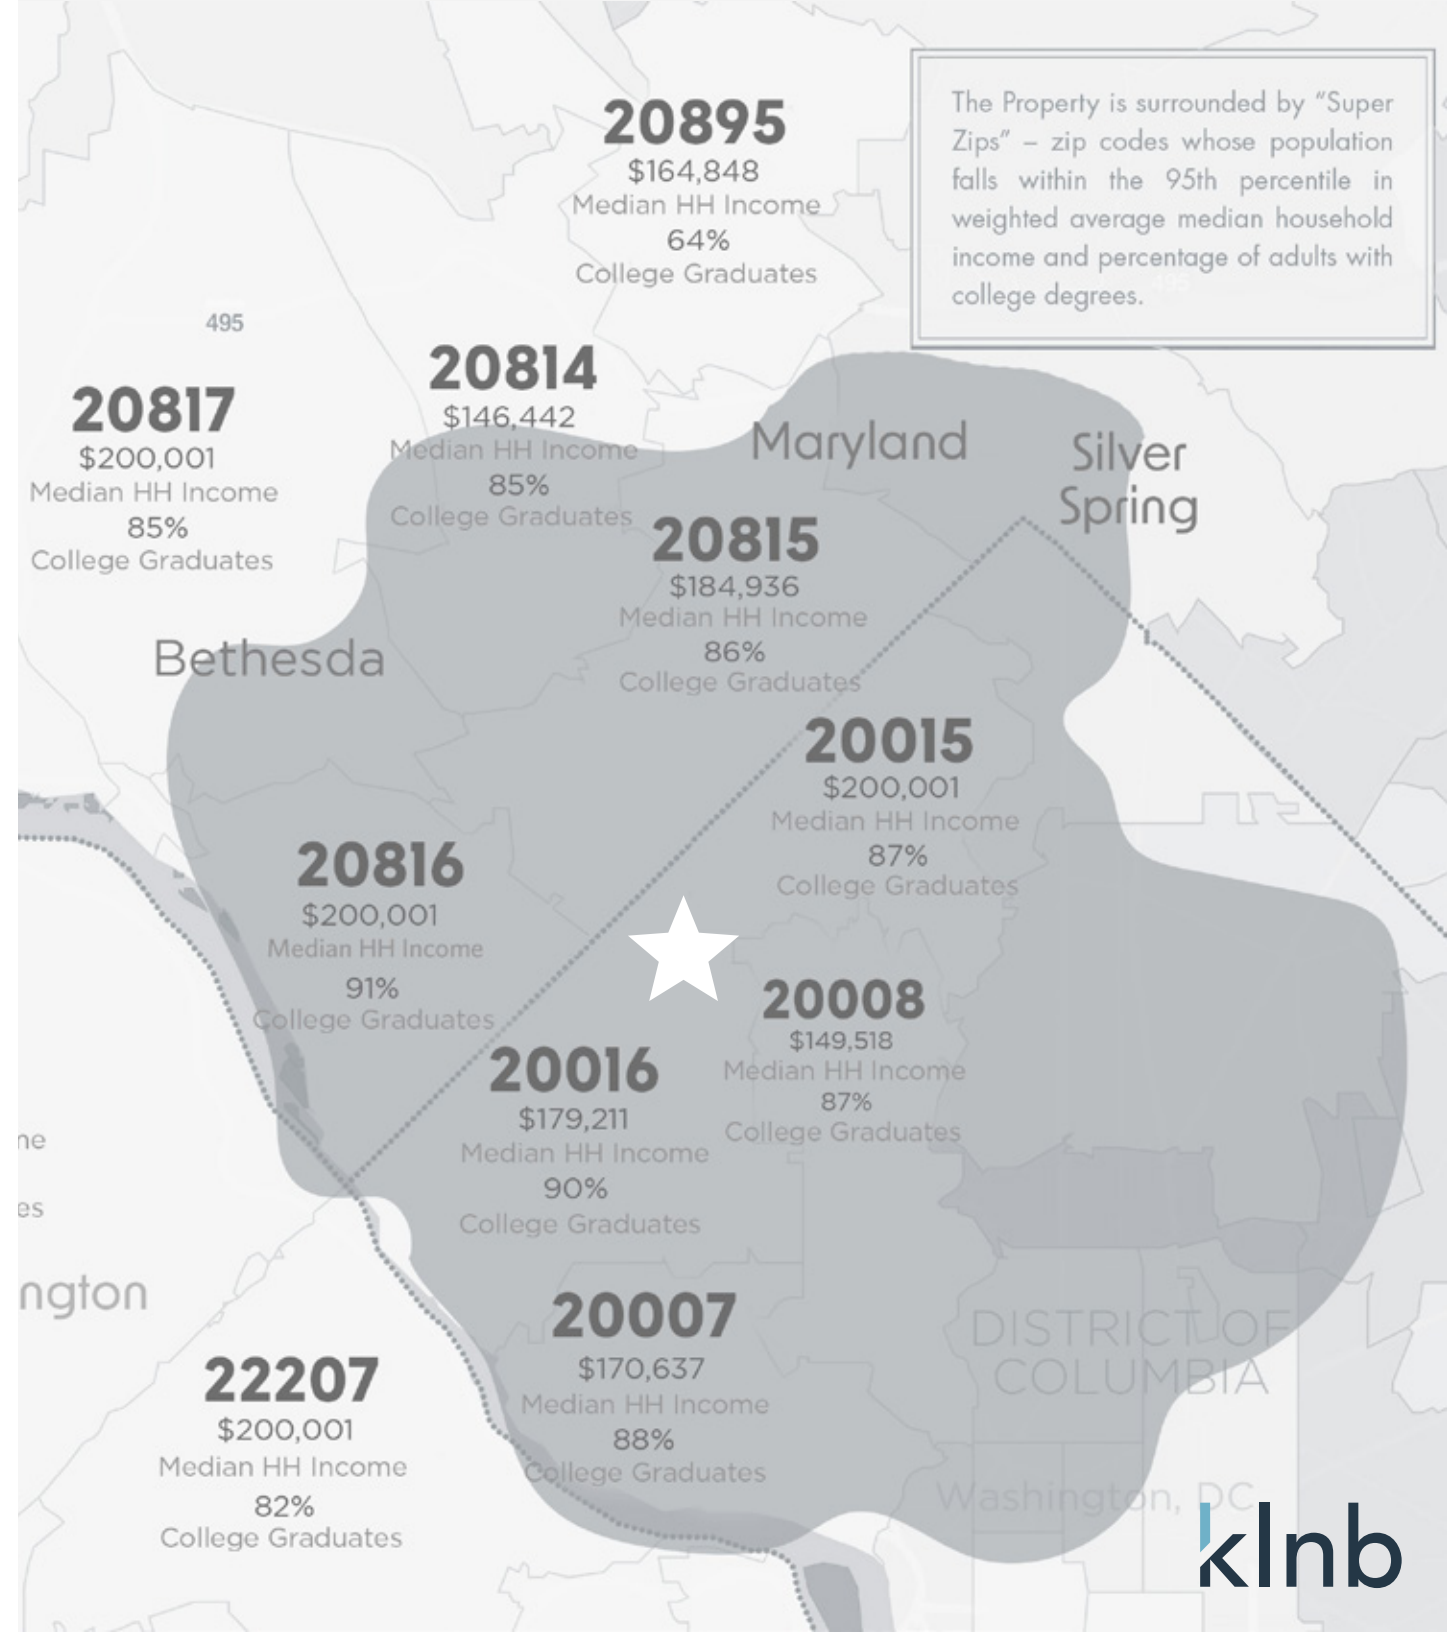 20895
$164,848
Median HH Income
64%
College Graduates
The Property is surrounded by “Super
Zips” – zip codes whose population
falls within the 95th percentile in
weighted average median household
income and percentage of adults with
college degrees.
495
495
20814
$146,442
Median HH Income
85%
College Graduates
20817
$200,001
Median HH Income
85%
College Graduates
Maryland
Silver
Spring
20815
$184,936
Median HH Income
86%
College Graduates
Bethesda
20015
$200,001
Median HH Income
87%
College Graduates
20816
$200,001
Median HH Income
91%
College Graduates
20008
$149,518
Median HH Income
87%
College Graduates
20016
$179,211
Median HH Income
90%
College Graduates
ne
es
ngton
20007
$170,637
Median HH Income
88%
College Graduates
DISTRICT OF
COLUMBIA
22207
$200,001
Median HH Income
82%
College Graduates
Washington, DC
klnb